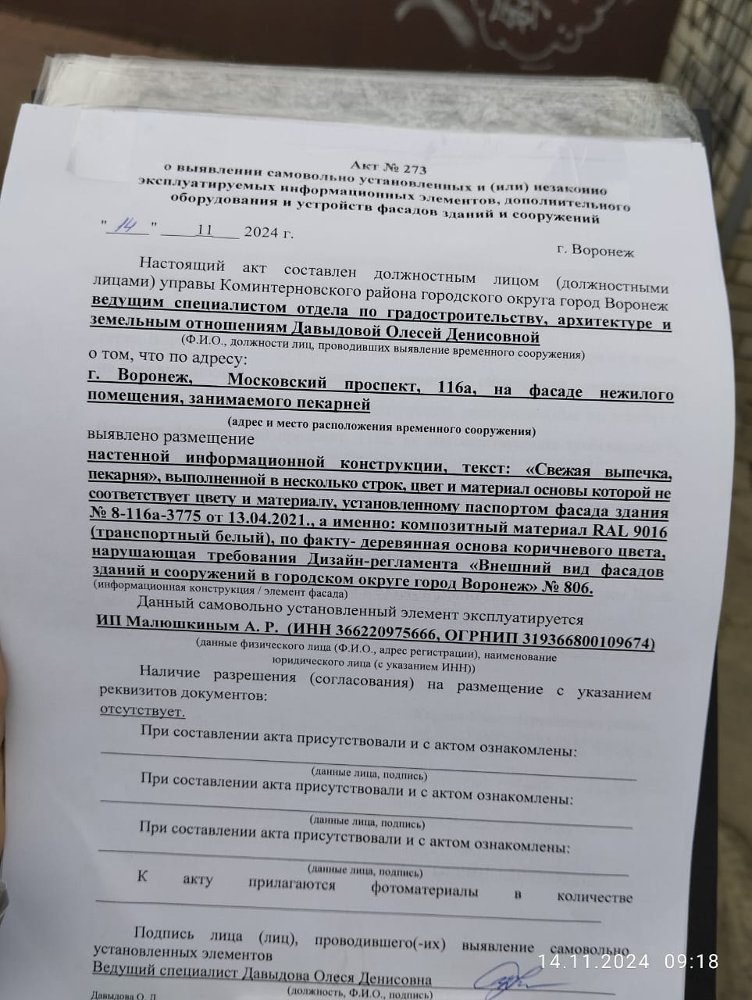 Акт № 273
о выявлении самовольно установленных и (или) незаконно
эксплуатируемых информационных элементов, дополнительного
оборудования и устройств фасадов зданий и сооружений
"14" 11 2024 г.
г. Воронеж
Настоящий акт составлен должностным лицом (должностными
лицами) управы Коминтерновского района городского округа город Воронеж
ведущим специалистом отдела по градостроительству, архитектуре и
земельным отношениям Давыдовой Олесей Денисовной
(Ф.И.О., должности лиц, проводивших выявление временного сооружения)
о том, что по адресу:
г. Воронеж, Московский проспект, 116а, на фасаде нежилого
помещения, занимаемого пекарней
(адрес и место расположения временного сооружения)
выявлено размещение
настенной информационной конструкции, текст: «Свежая выпечка,
пекарня», выполненной в несколько строк, цвет и материал основы которой не
соответствует цвету и материалу, установленному паспортом фасада здания
№ 8-116а-3775 от 13.04.2021., а именно: композитный материал RAL 9016
(транспортный белый), по факту- деревянная основа коричневого цвета,
нарушающая требования Дизайн-регламента «Внешний вид фасадов
зданий и сооружений в городском округе город Воронеж» № 806.
(информационная конструкция / элемент фасада)
Данный самовольно установленный элемент эксплуатируется
ИП Малюшкиным А. Р. (ИНН 366220975666, ОГРНИП 319366800109674)
(данные физического лица (Ф.И.О., адрес регистрации), наименование
юридического лица (с указанием ИНН))
Наличие разрешения (согласования) на размещение с указанием
реквизитов документов:
отсутствует.
При составлении акта присутствовали и с актом ознакомлены:
(данные лица, подпись)
При составлении акта присутствовали и с актом ознакомлены:
(данные лица, подпись)
При составлении акта присутствовали и с актом ознакомлены:
(данные лица, подпись)
К акту прилагаются фотоматериалы в количестве
Подпись лица (лиц), проводившего(-их) выявление самовольно
установленных элементов
14.11.2024 09:18
Ведущий специалист Давыдова Олеся Денисовна
(должность, Ф.И.О., подпись)
Давыдова О. Д.